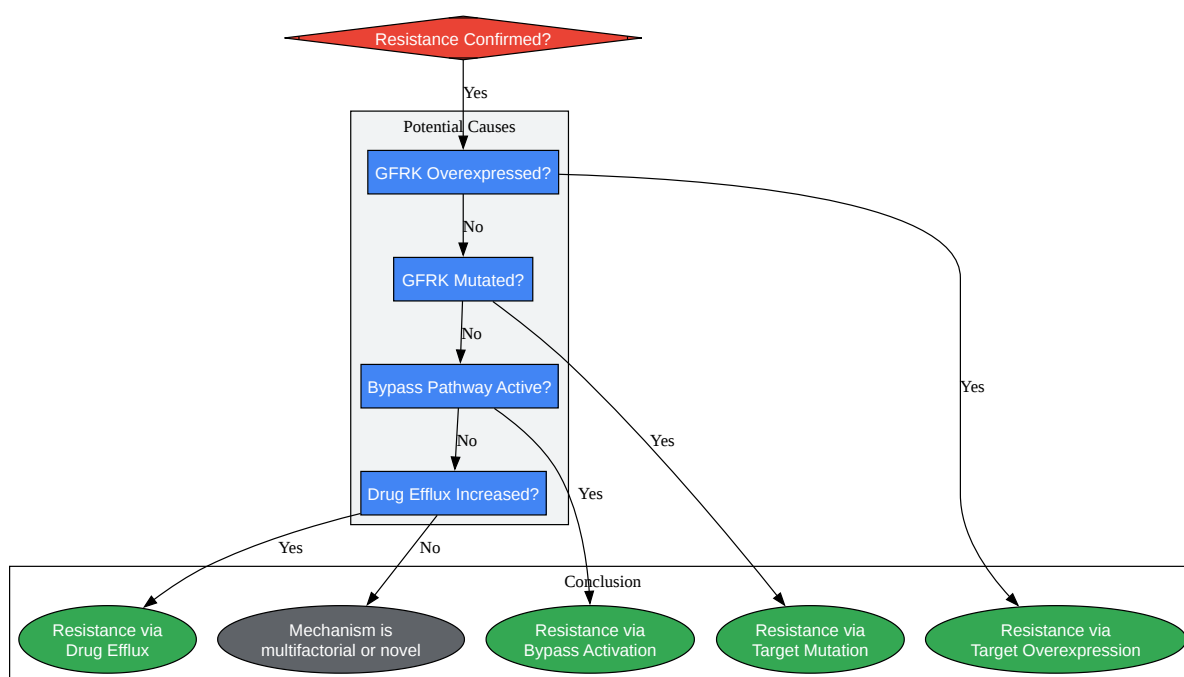 Resistance Confirmed?
Yes
Potential Causes
GFRK Overexpressed?
No
GFRK Mutated?
No
Bypass Pathway Active?
Yes
No
Yes
Drug Efflux Increased?
Yes
Yes
No
Conclusion
Resistance via
Drug Efflux
Mechanism is
multifactorial or novel
Resistance via
Bypass Activation
Resistance via
Target Mutation
Resistance via
Target Overexpression